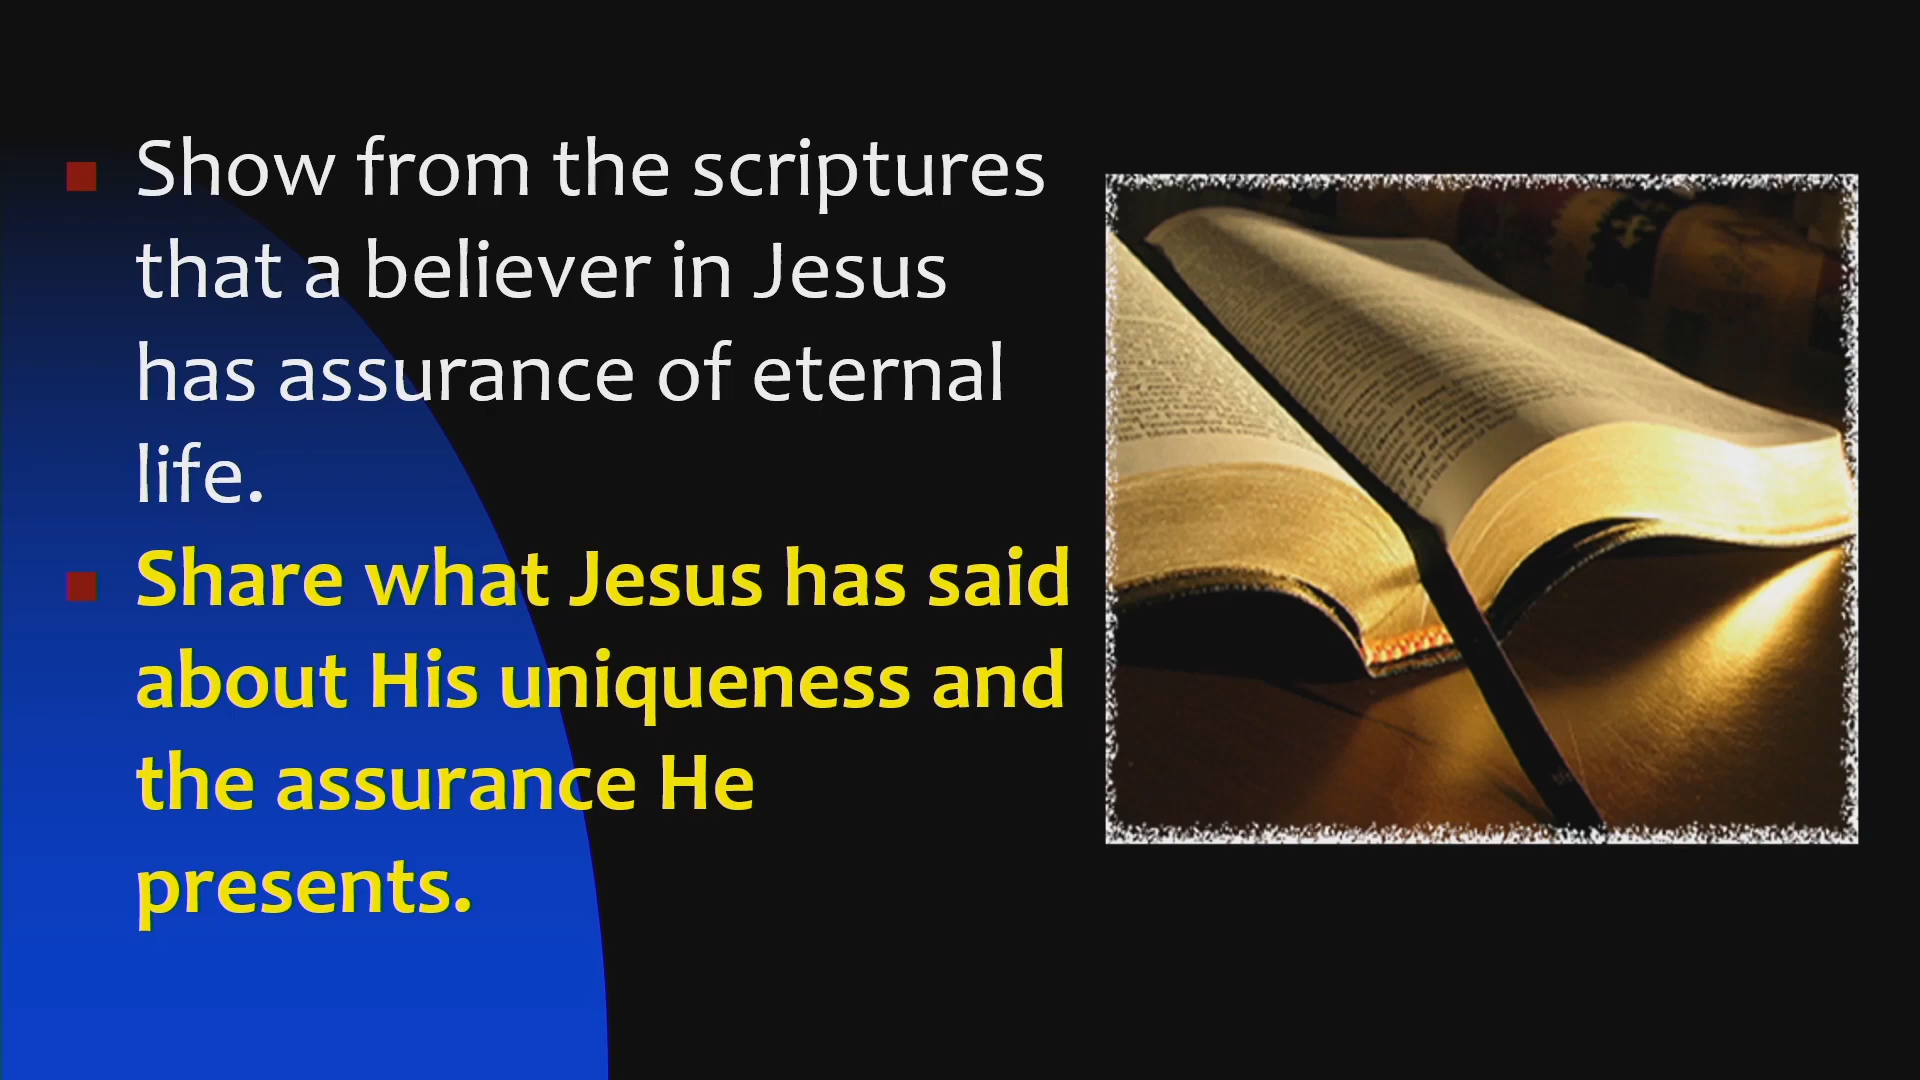 Show from the scriptures
that a believer in Jesus
has assurance of eternal
life.
Share what Jesus has said
about His uniqueness and
the assurance He
presents.